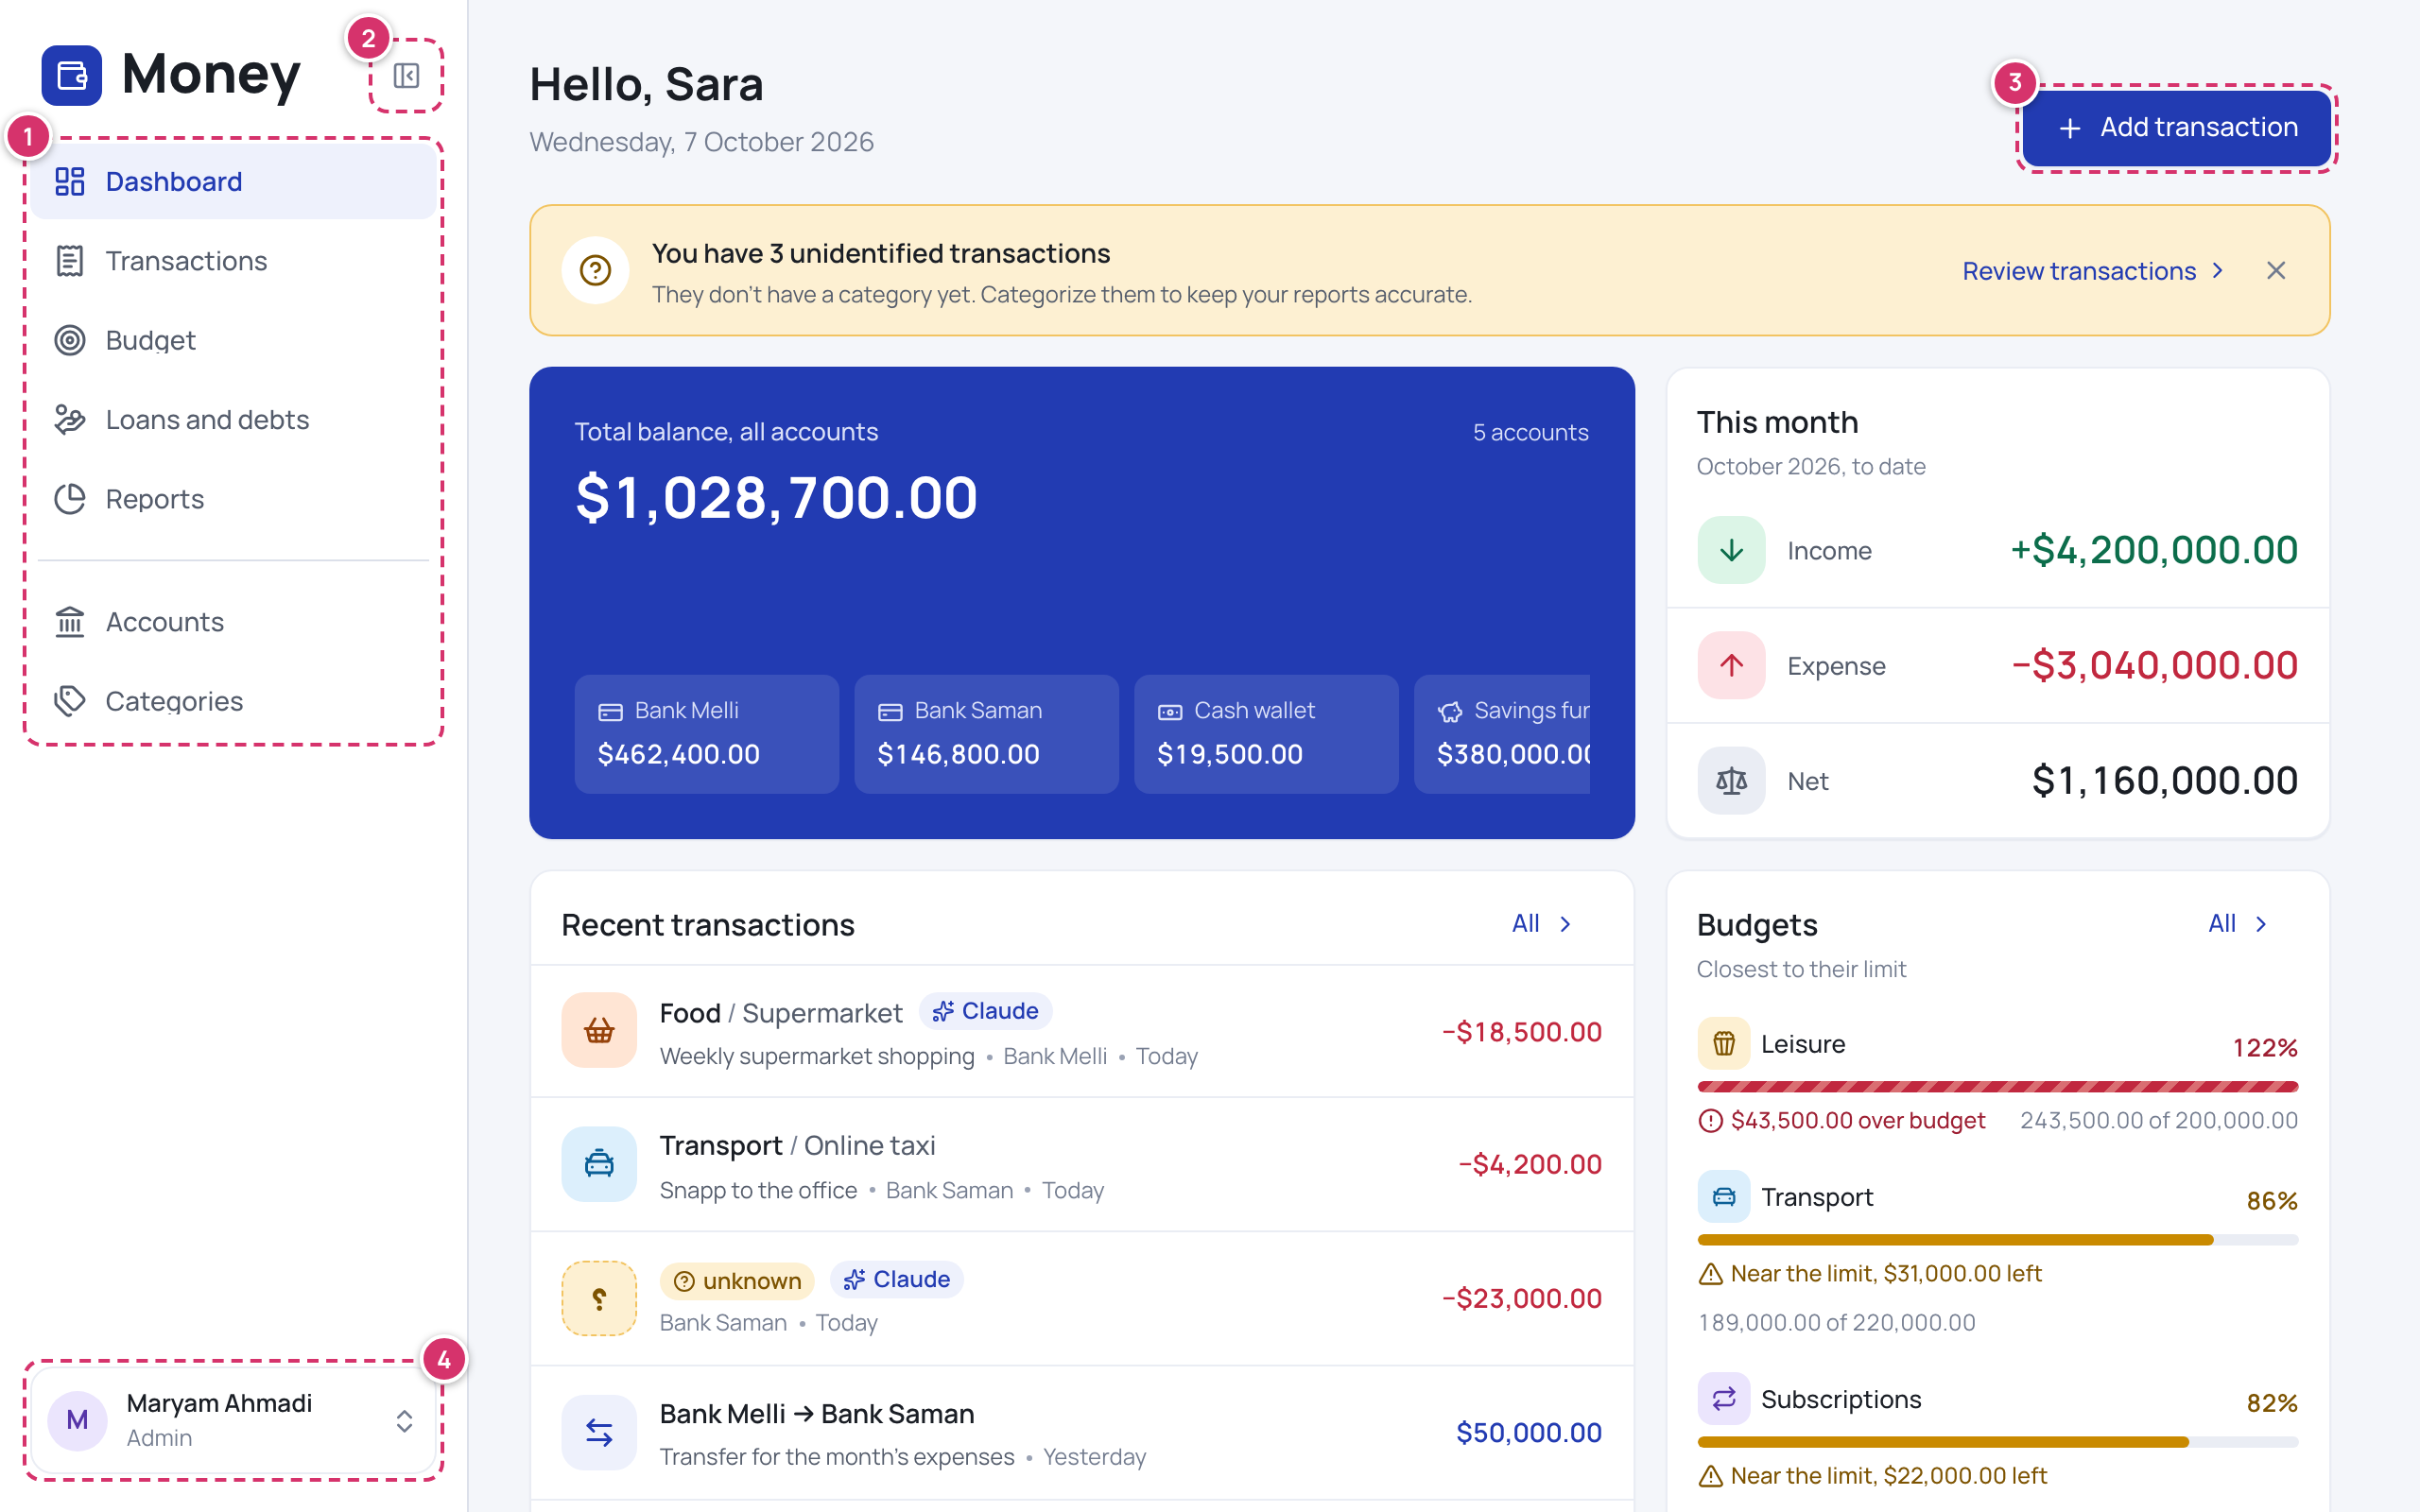 Money
2
1
Dashboard
Transactions
Budget
Loans and debts
Reports
Accounts
Categories
4
M
Maryam Ahmadi
Admin
Hello, Sara
Wednesday, 7 October 2026
3
+ Add transaction
You have 3 unidentified transactions
They don't have a category yet. Categorize them to keep your reports accurate.
Review transactions
Total balance, all accounts
5 accounts
$1,028,700.00
Bank Melli
$462,400.00
Bank Saman
$146,800.00
Cash wallet
$19,500.00
Savings fur
$380,000.00
This month
October 2026, to date
Income
+$4,200,000.00
Expense
−$3,040,000.00
Net
$1,160,000.00
Recent transactions
All
Food / Supermarket
Claude
Weekly supermarket shopping • Bank Melli • Today
−$18,500.00
Transport / Online taxi
Snapp to the office • Bank Saman • Today
−$4,200.00
?
unknown
Claude
Bank Saman • Today
−$23,000.00
Bank Melli → Bank Saman
Transfer for the month's expenses • Yesterday
$50,000.00
Budgets
All
Closest to their limit
Leisure
122%
$43,500.00 over budget
243,500.00 of 200,000.00
Transport
86%
Near the limit, $31,000.00 left
189,000.00 of 220,000.00
Subscriptions
82%
Near the limit, $22,000.00 left